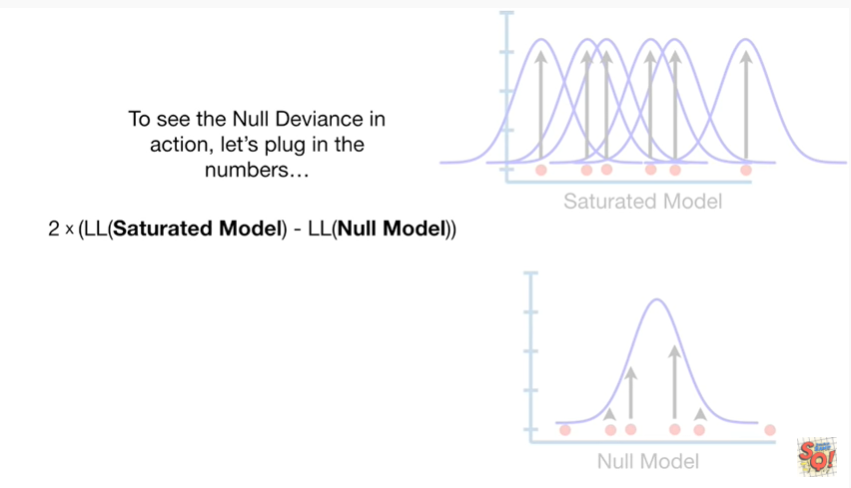 To see the Null Deviance in
action, let’s plug in the
numbers…
2 x (LL(Saturated Model) - LL(Null Model))
Saturated Model
Null Model
SQ!